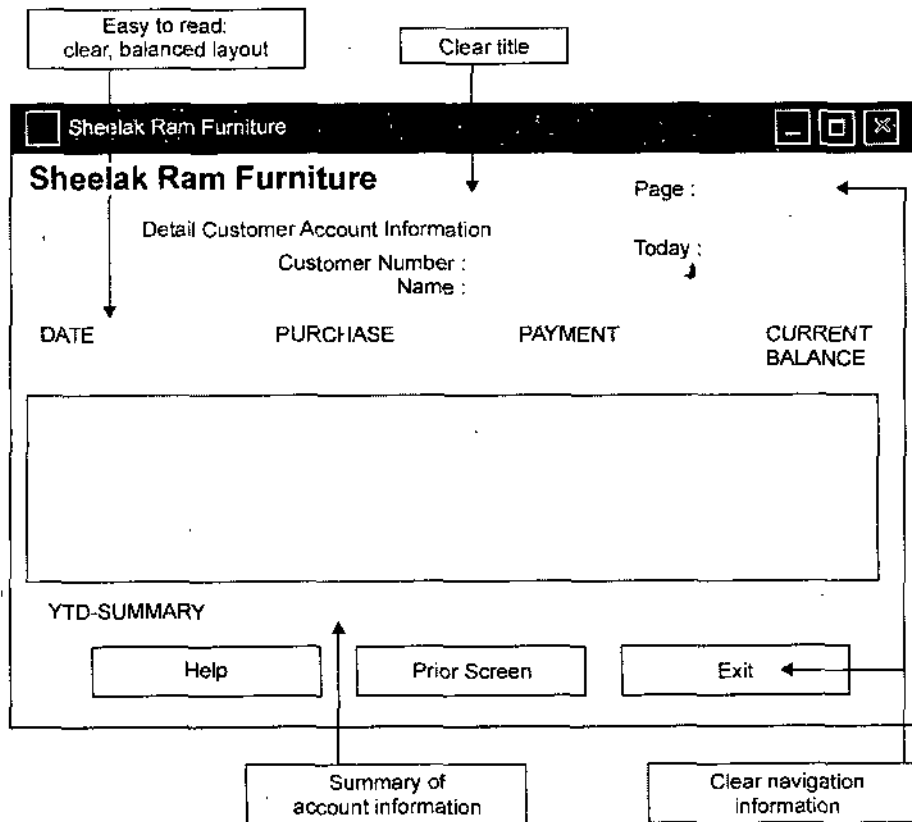 Easy to read:
clear, balanced layout
Clear title
Sheelak Ram Furniture
Sheelak Ram Furniture
Page :
Detail Customer Account Information
Today :
Customer Number :
Name :
DATE PURCHASE PAYMENT CURRENT
BALANCE
YTD-SUMMARY
Help Prior Screen Exit
Summary of
account information
Clear navigation
information